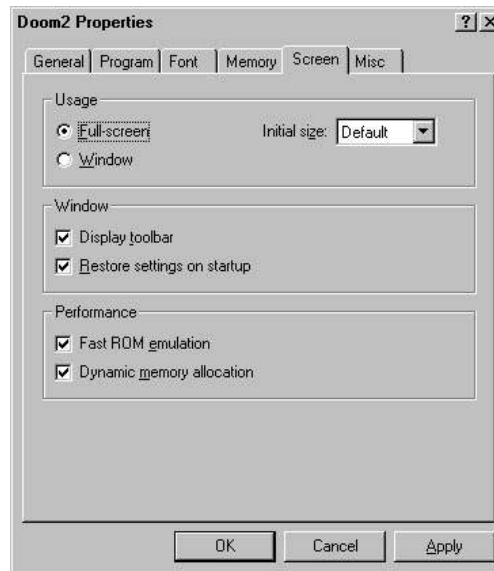 Doom2 Properties
General Program Font Memory Screen Misc
Usage
Full-screen Initial size: Default
Window
Window
Display toolbar
Restore settings on startup
Performance
Fast ROM emulation
Dynamic memory allocation
OK Cancel Apply